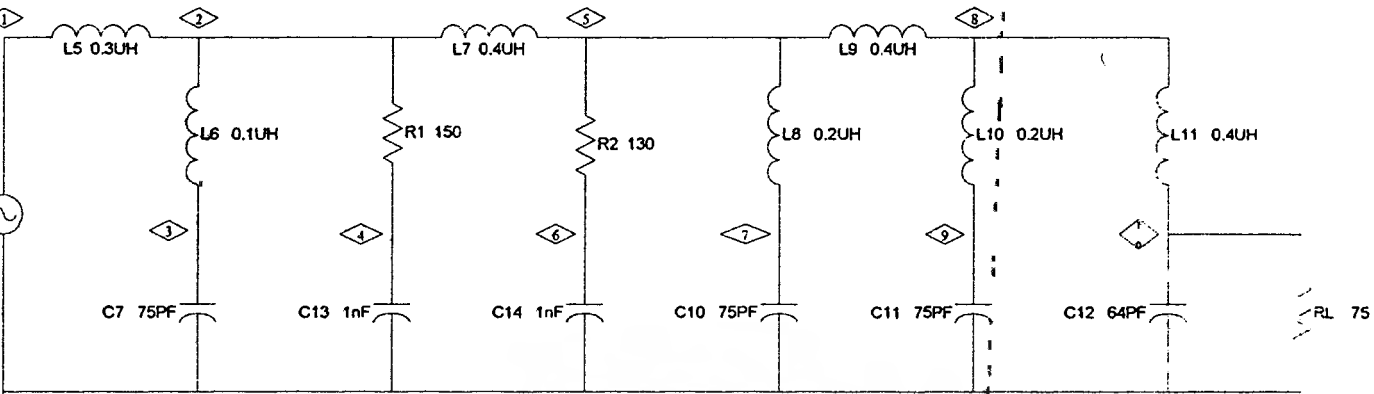 1 2 5 8
L5 0.3UH L7 0.4UH L9 0.4UH
L6 0.1UH R1 150 R2 130 L8 0.2UH L10 0.2UH L11 0.4UH
3 4 6 7 9
C7 75PF C13 1nF C14 1nF C10 75PF C11 75PF C12 64PF RL 75